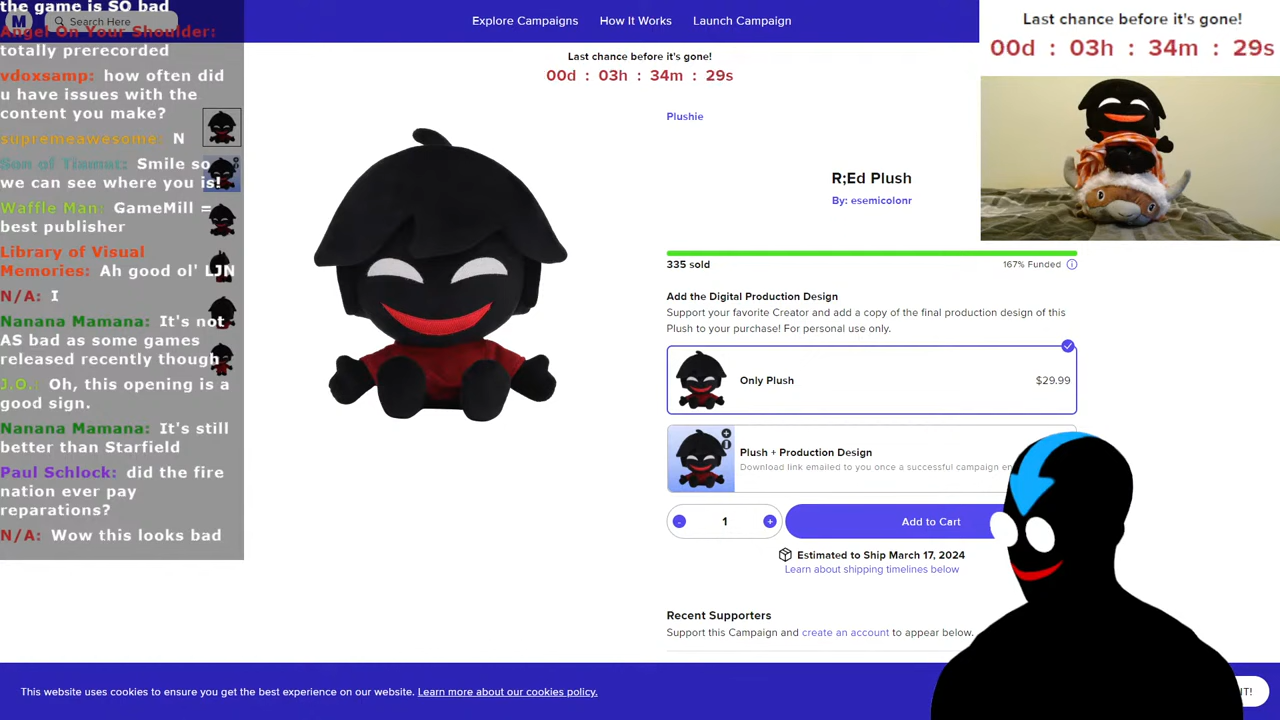 the game is SO bad
Angel On Your Shoulder:
totally prerecorded
vdoxsamp: how often did
u have issues with the
content you make?
supremeawesome: N
Smile so
we can see where you is!
Waffle Man: GameMill =
best publisher
Library of Visual
Memories: Ah good ol' LJN
N/A: I
Nanana Mamana: It's not
AS bad as some games
released recently though
J.O.: Oh, this opening is a
good sign.
Nanana Mamana: It's still
better than Starfield
Paul Schlock: did the fire
nation ever pay
reparations?
N/A: Wow this looks bad
M
Search Here
Explore Campaigns
How It Works
Launch Campaign
Last chance before it's gone!
00d : 03h : 34m : 29s
Last chance before it's gone!
00d : 03h : 34m : 29s
Plushie
R;Ed Plush
By: esemicolonr
335 sold
167% Funded
Add the Digital Production Design
Support your favorite Creator and add a copy of the final production design of this
Plush to your purchase! For personal use only.
Only Plush
$29.99
Plush + Production Design
Download link emailed to you once a successful campaign en
- 1 +
Add to Cart
Estimated to Ship March 17, 2024
Learn about shipping timelines below
Recent Supporters
Support this Campaign and create an account to appear below.
This website uses cookies to ensure you get the best experience on our website. Learn more about our cookies policy.
IT!